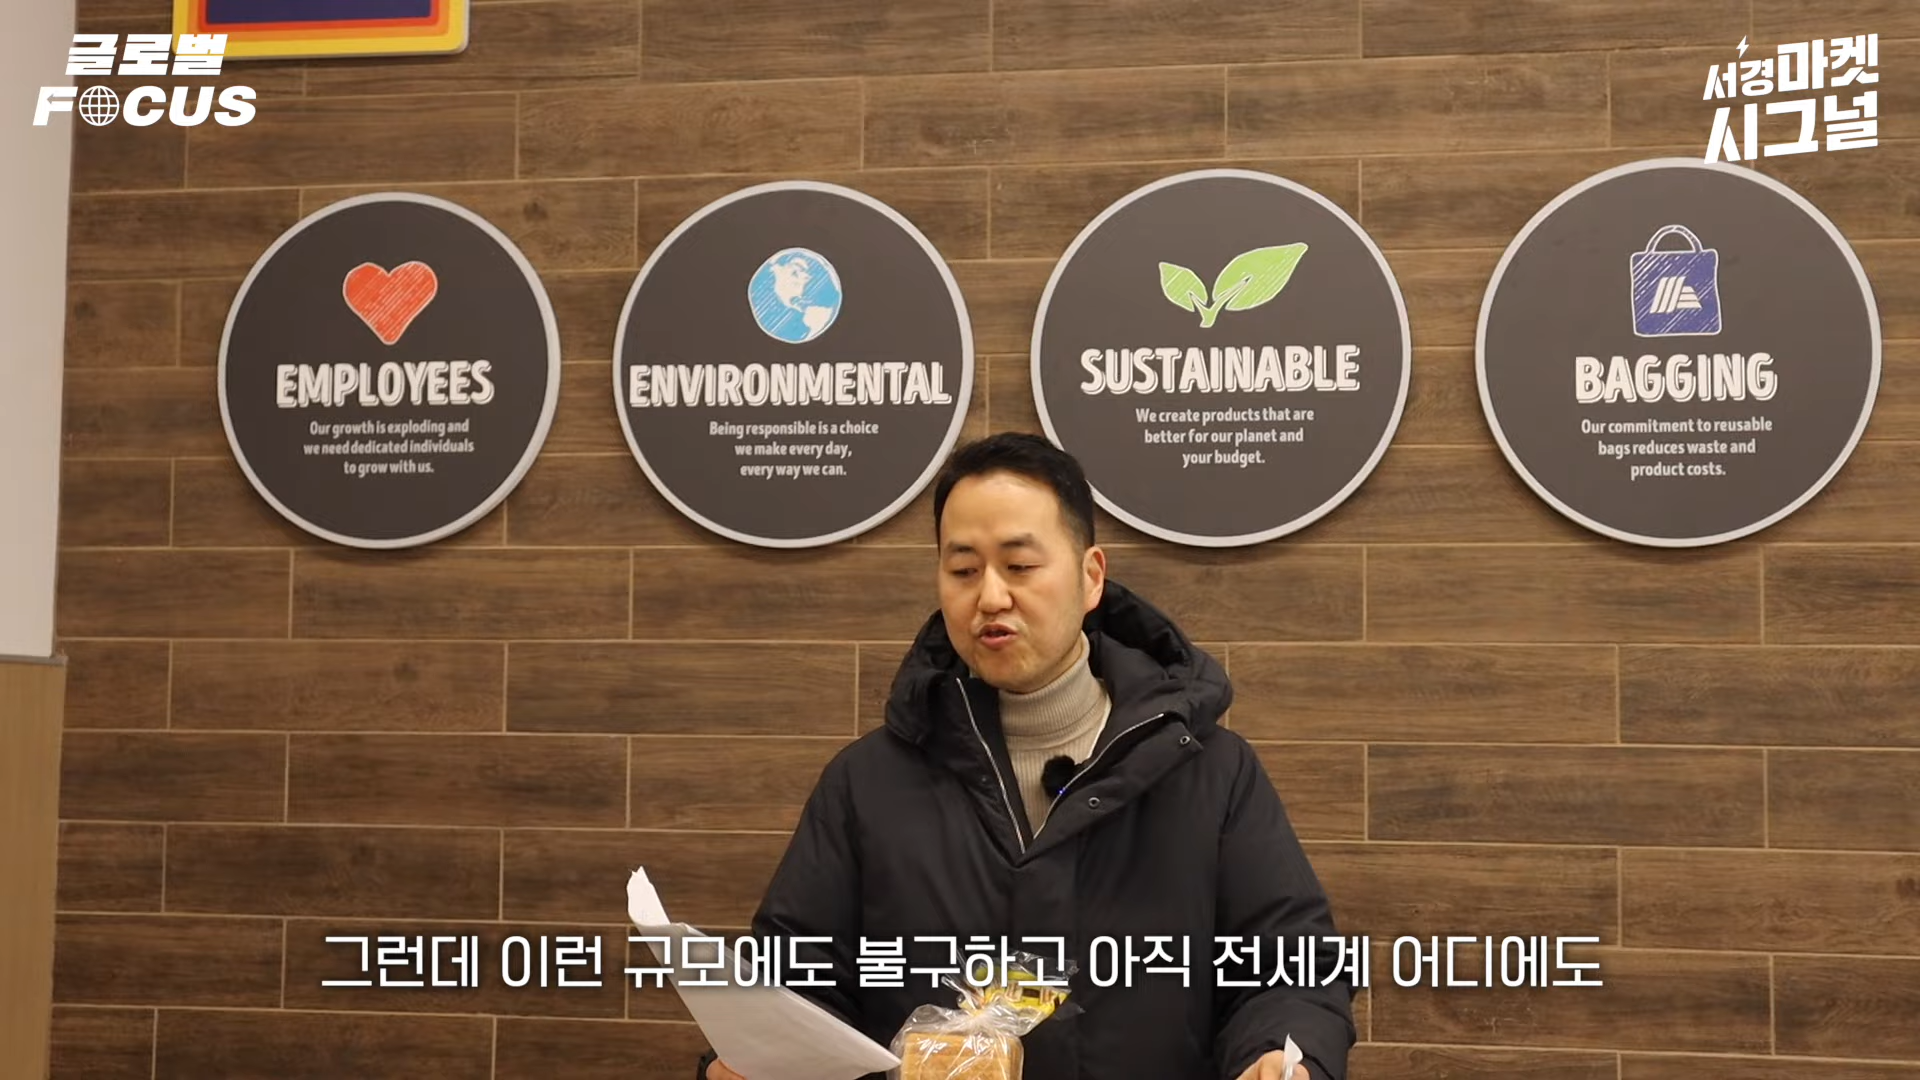 글로벌
FOCUS
서경마켓
시그널
EMPLOYEES
Our growth is exploding and
we need dedicated individuals
to grow with us.
ENVIRONMENTAL
Being responsible is a choice
we make every day,
every way we can.
SUSTAINABLE
We create products that are
better for our planet and
your budget.
BAGGING
Our commitment to reusable
bags reduces waste and
product costs.
그런데 이런 규모에도 불구하고 아직 전세계 어디에도